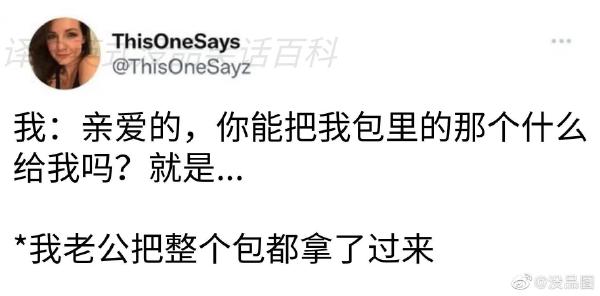 ThisOneSays
@ThisOneSayz
我：亲爱的，你能把我包里的那个什么
给我吗？就是...
*我老公把整个包都拿了过来
@没品图